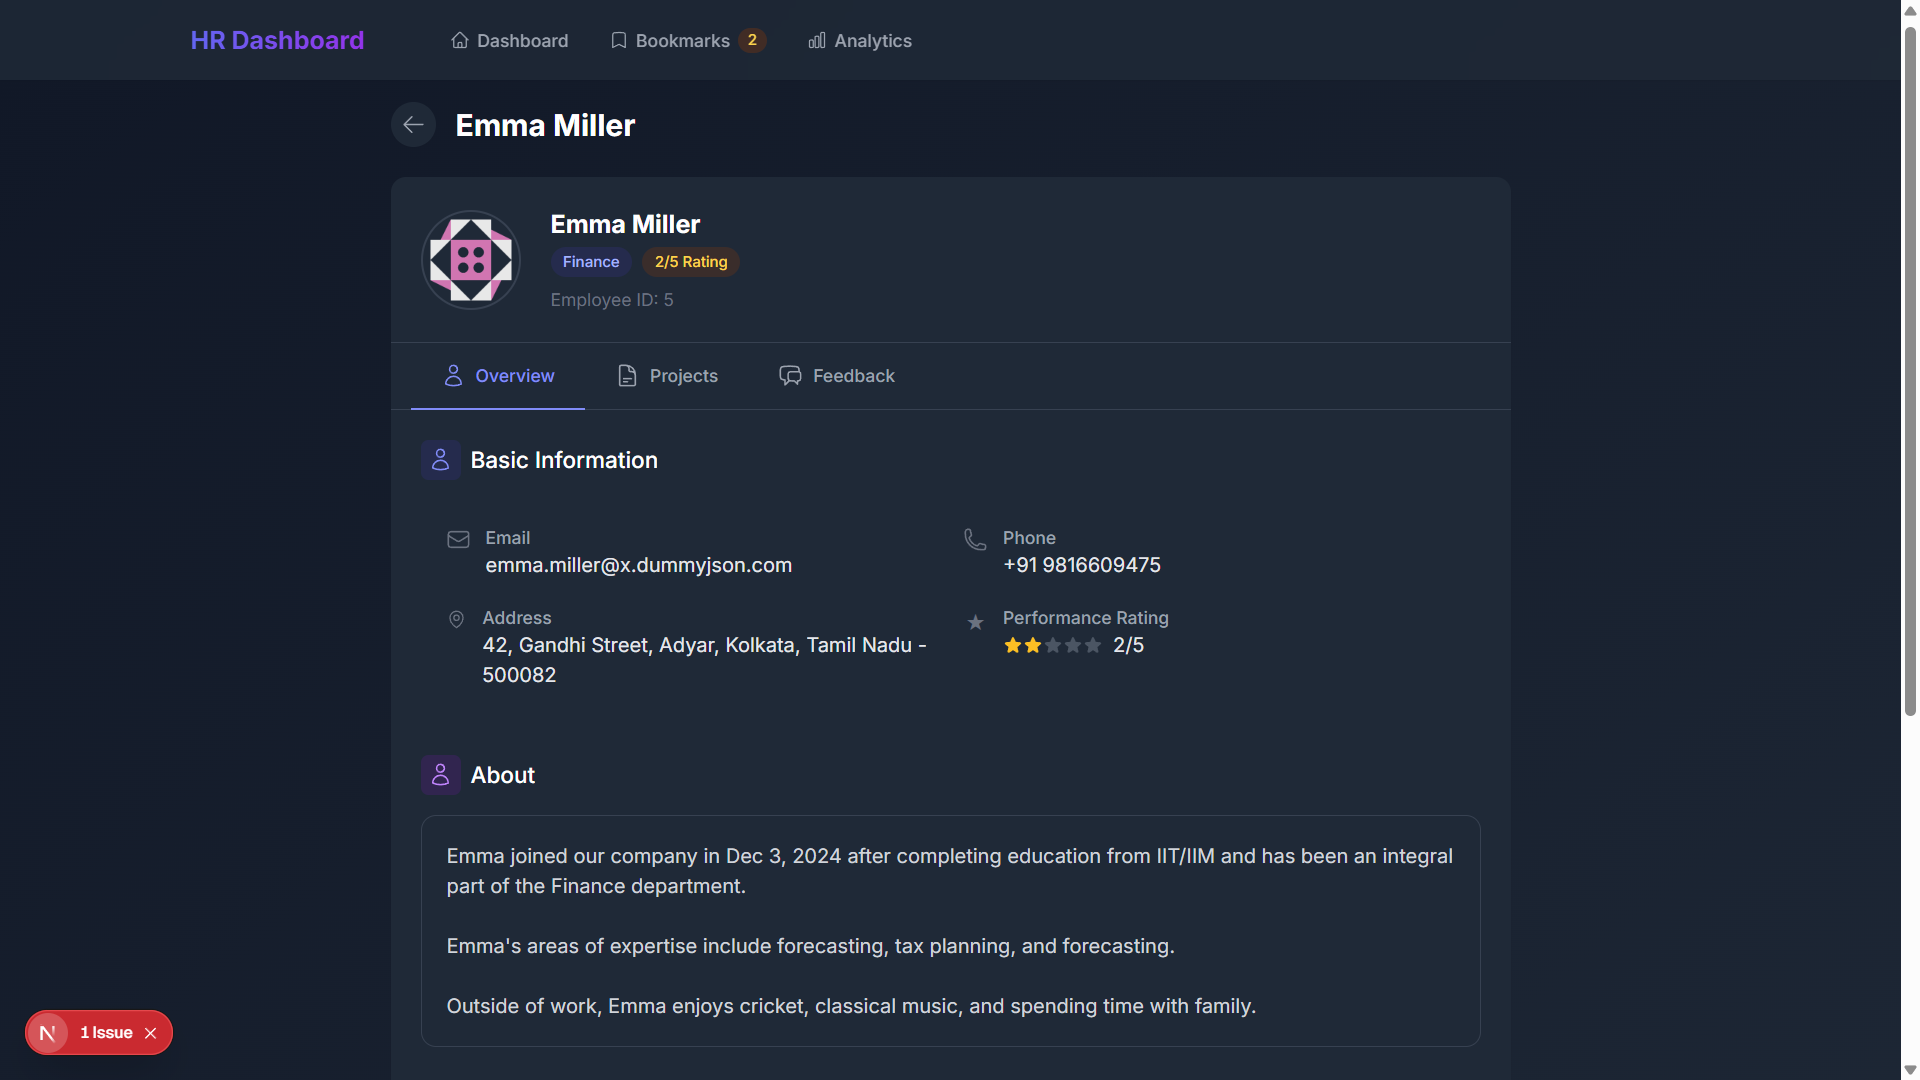 HR Dashboard
Dashboard
Bookmarks 2
Analytics
Emma Miller
Emma Miller
Finance
2/5 Rating
Employee ID: 5
Overview
Projects
Feedback
Basic Information
Email
emma.miller@x.dummyjson.com
Phone
+91 9816609475
Address
42, Gandhi Street, Adyar, Kolkata, Tamil Nadu -
500082
Performance Rating
2/5
About
Emma joined our company in Dec 3, 2024 after completing education from IIT/IIM and has been an integral
part of the Finance department.
Emma's areas of expertise include forecasting, tax planning, and forecasting.
Outside of work, Emma enjoys cricket, classical music, and spending time with family.
N 1 Issue